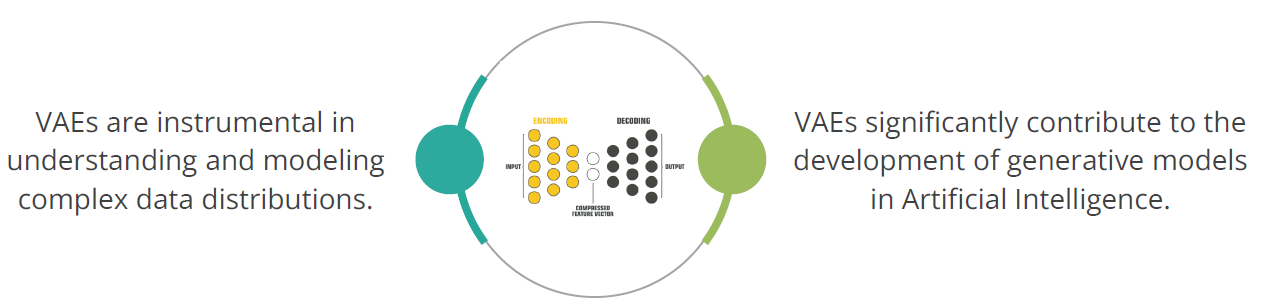 VAEs are instrumental in
understanding and modeling
complex data distributions.
ENCODING
DECODING
INPUT
OUTPUT
COMPRESSED
FEATURE VECTOR
VAEs significantly contribute to the
development of generative models
in Artificial Intelligence.